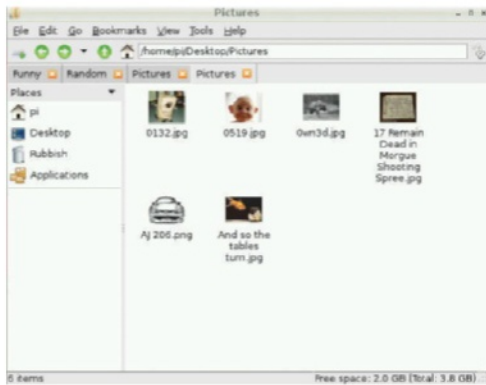 Pictures
File Edit Go Bookmarks View Tools Help
/home/pi/Desktop/Pictures
Funny Random Pictures Pictures
Places
pi
Desktop
Rubbish
Applications
0132.jpg 0519.jpg 0wn3d.jpg 17 Remain
Dead in
Morgue
Shooting
Spree.jpg
AJ 206.png And so the
tables
turn.jpg
6 items Free space: 2.0 GB (Total: 3.8 GB)